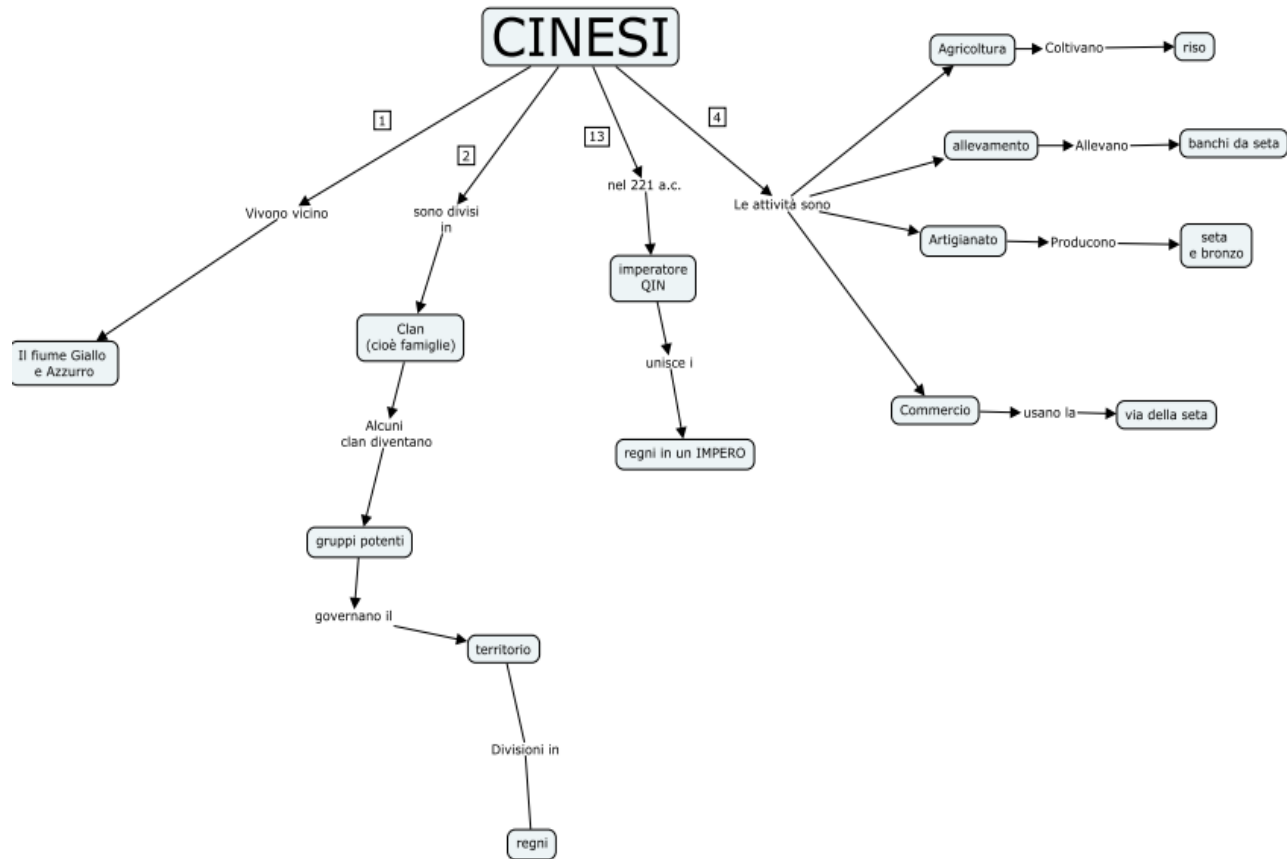 CINESI
1
Vivono vicino
Il fiume Giallo
e Azzurro
2
sono divisi
in
Clan
(cioè famiglie)
Alcuni
clan diventano
gruppi potenti
governano il
territorio
Divisioni in
regni
13
nel 221 a.c.
imperatore
QIN
unisce i
regni in un IMPERO
4
Le attività sono
Agricoltura
Coltivano
riso
allevamento
Allevano
banchi da seta
Artigianato
Producono
seta
e bronzo
Commercio
usano la
via della seta